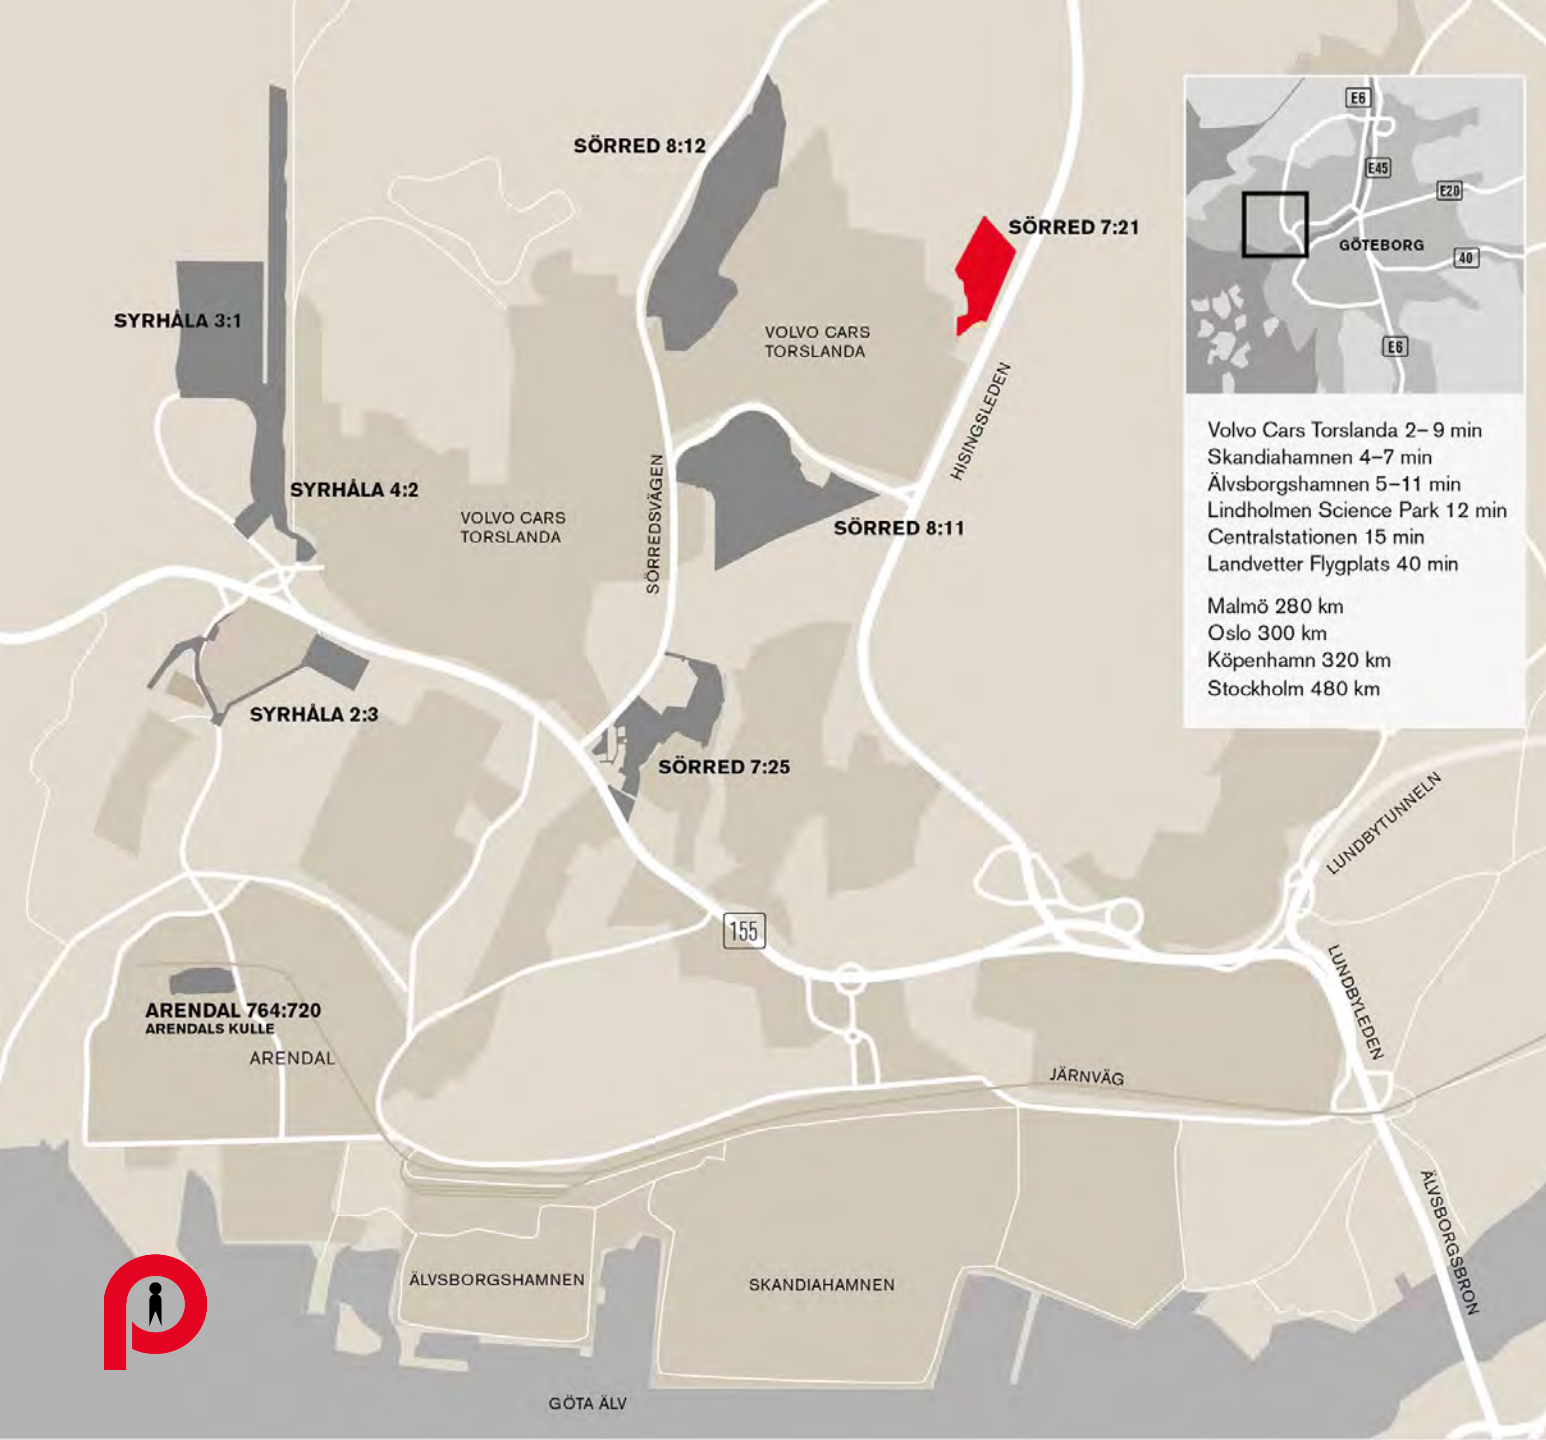 SÖRRED 8:12
SÖRRED 7:21
SYRHÅLA 3:1
VOLVO CARS
TORSLANDA
HISINGSLEDEN
SYRHÅLA 4:2
VOLVO CARS
TORSLANDA
SÖRREDSVÄGEN
SÖRRED 8:11
SYRHÅLA 2:3
SÖRRED 7:25
155
ARENDAL 764:720
ARENDALS KULLE
ARENDAL
JÄRNVÄG
LUNDBYTUNNELN
LUNDBYLEDEN
ÄLVSBORGSBRON
ÄLVSBORGSHAMNEN
SKANDIAHAMNEN
GÖTA ÄLV
E6
E45
E20
GÖTEBORG
40
E6
Volvo Cars Torslanda 2–9 min
Skandiahamnen 4–7 min
Älvsborgshamnen 5–11 min
Lindholmen Science Park 12 min
Centralstationen 15 min
Landvetter Flygplats 40 min
Malmö 280 km
Oslo 300 km
Köpenhamn 320 km
Stockholm 480 km